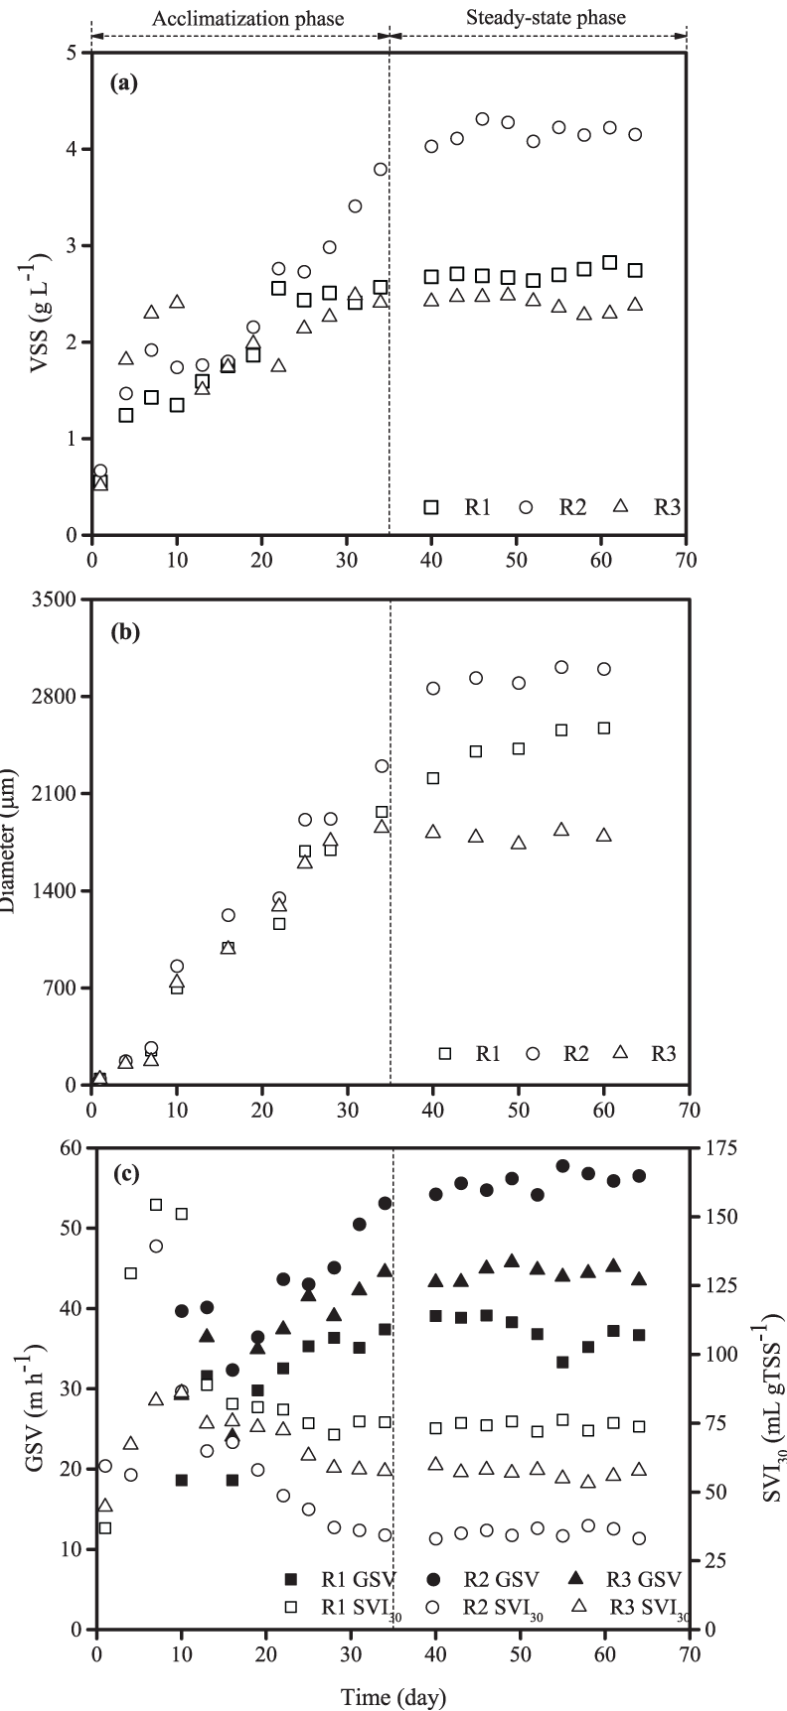 Acclimatization phase Steady-state phase
(a)
5
4
3
2
1
0
VSS (g L⁻¹)
R1 R2 R3
0 10 20 30 40 50 60 70
(b)
3500
2800
2100
1400
700
0
Diameter (μm)
R1 R2 R3
0 10 20 30 40 50 60 70
(c)
60
50
40
30
20
10
0
GSV (m h⁻¹)
175
150
125
100
75
50
25
0
SVI₃₀ (mL gTSS⁻¹)
R1 GSV R2 GSV R3 GSV
R1 SVI₃₀ R2 SVI₃₀ R3 SVI₃₀
0 10 20 30 40 50 60 70
Time (day)